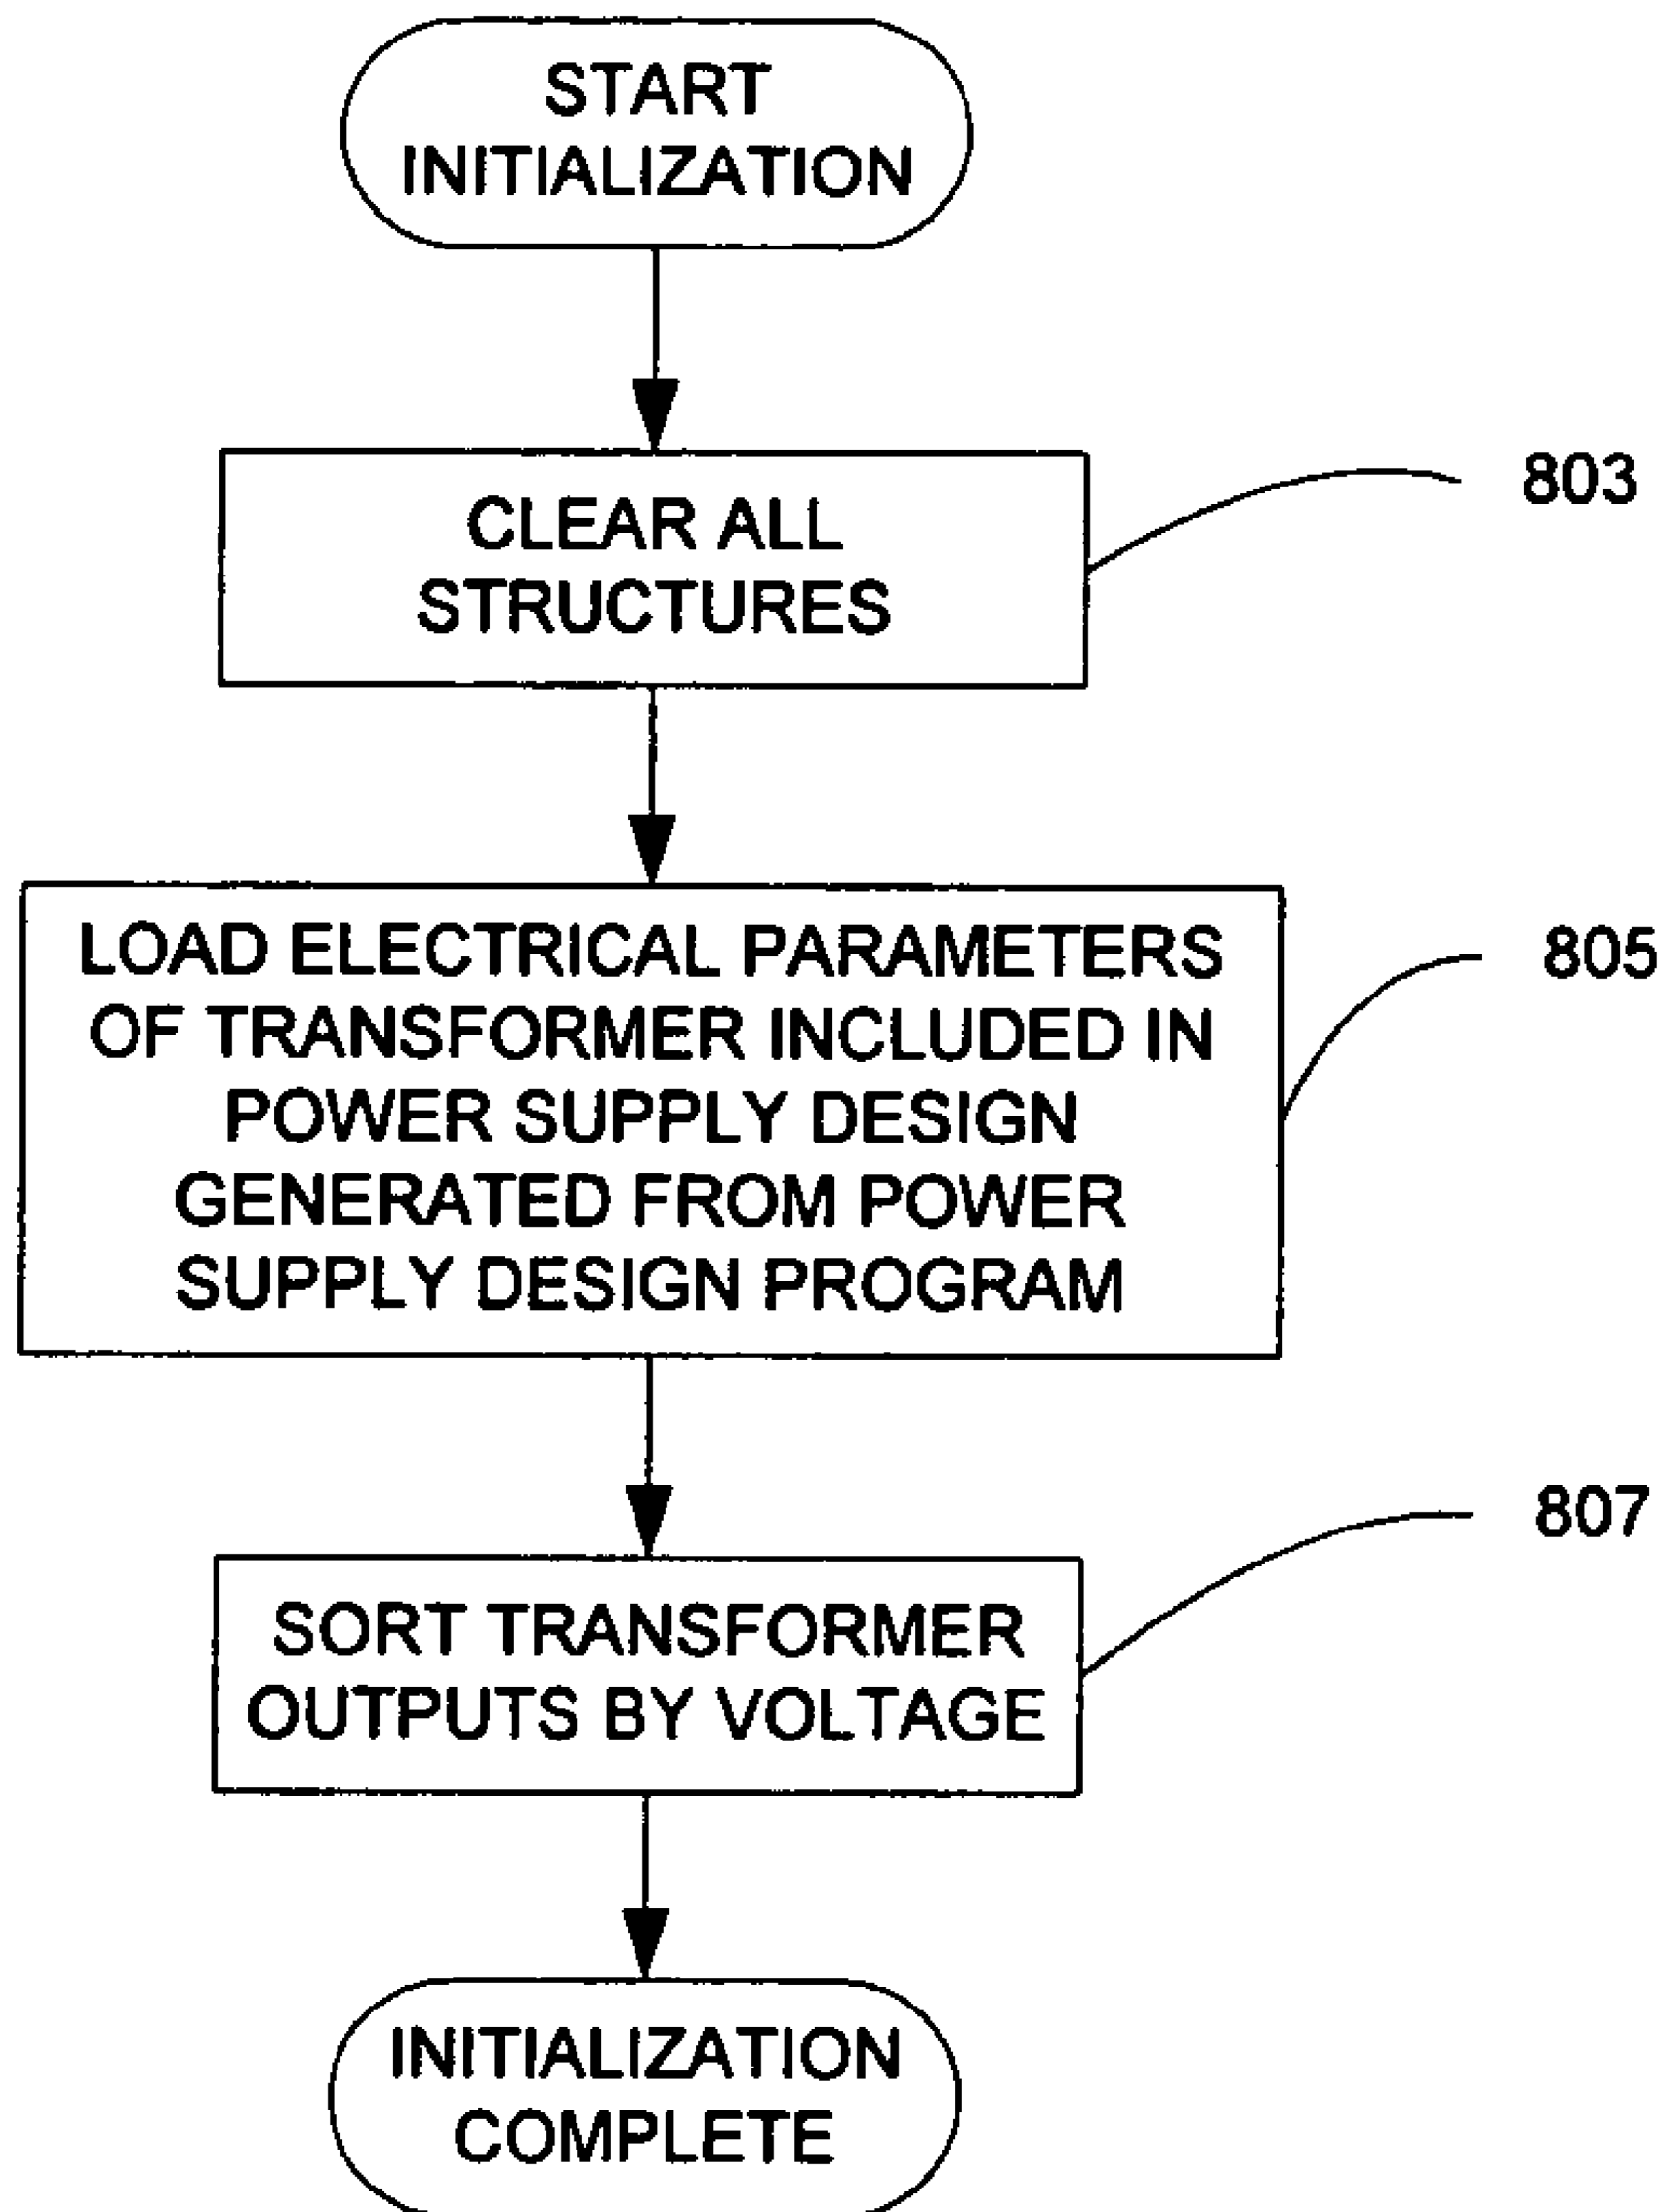 START
INITIALIZATION
CLEAR ALL
STRUCTURES
803
LOAD ELECTRICAL PARAMETERS
OF TRANSFORMER INCLUDED IN
POWER SUPPLY DESIGN
GENERATED FROM POWER
SUPPLY DESIGN PROGRAM
805
SORT TRANSFORMER
OUTPUTS BY VOLTAGE
807
INITIALIZATION
COMPLETE